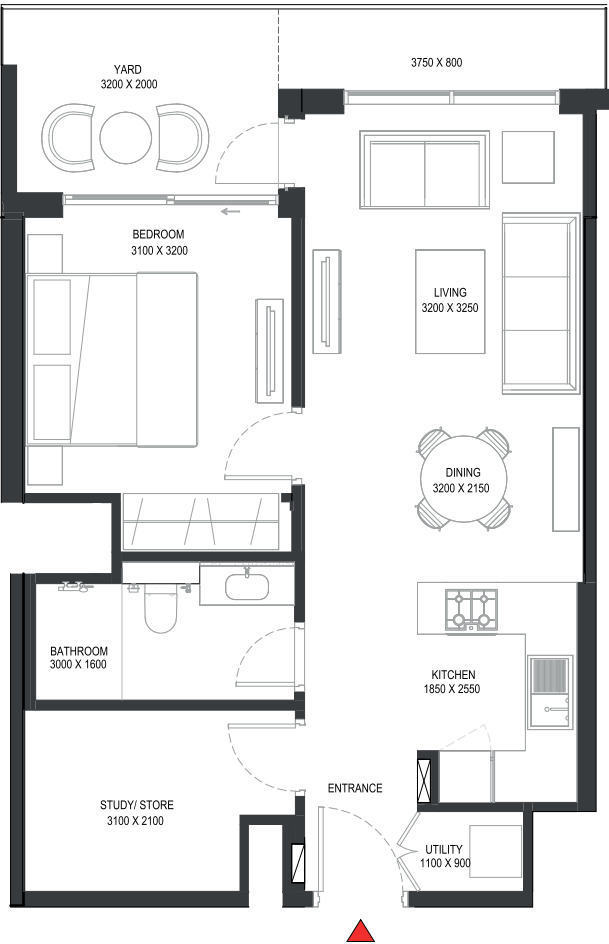 YARD
3200 X 2000
3750 X 800
BEDROOM
3100 X 3200
LIVING
3200 X 3250
DINING
3200 X 2150
BATHROOM
3000 X 1600
KITCHEN
1850 X 2550
ENTRANCE
STUDY/ STORE
3100 X 2100
UTILITY
1100 X 900